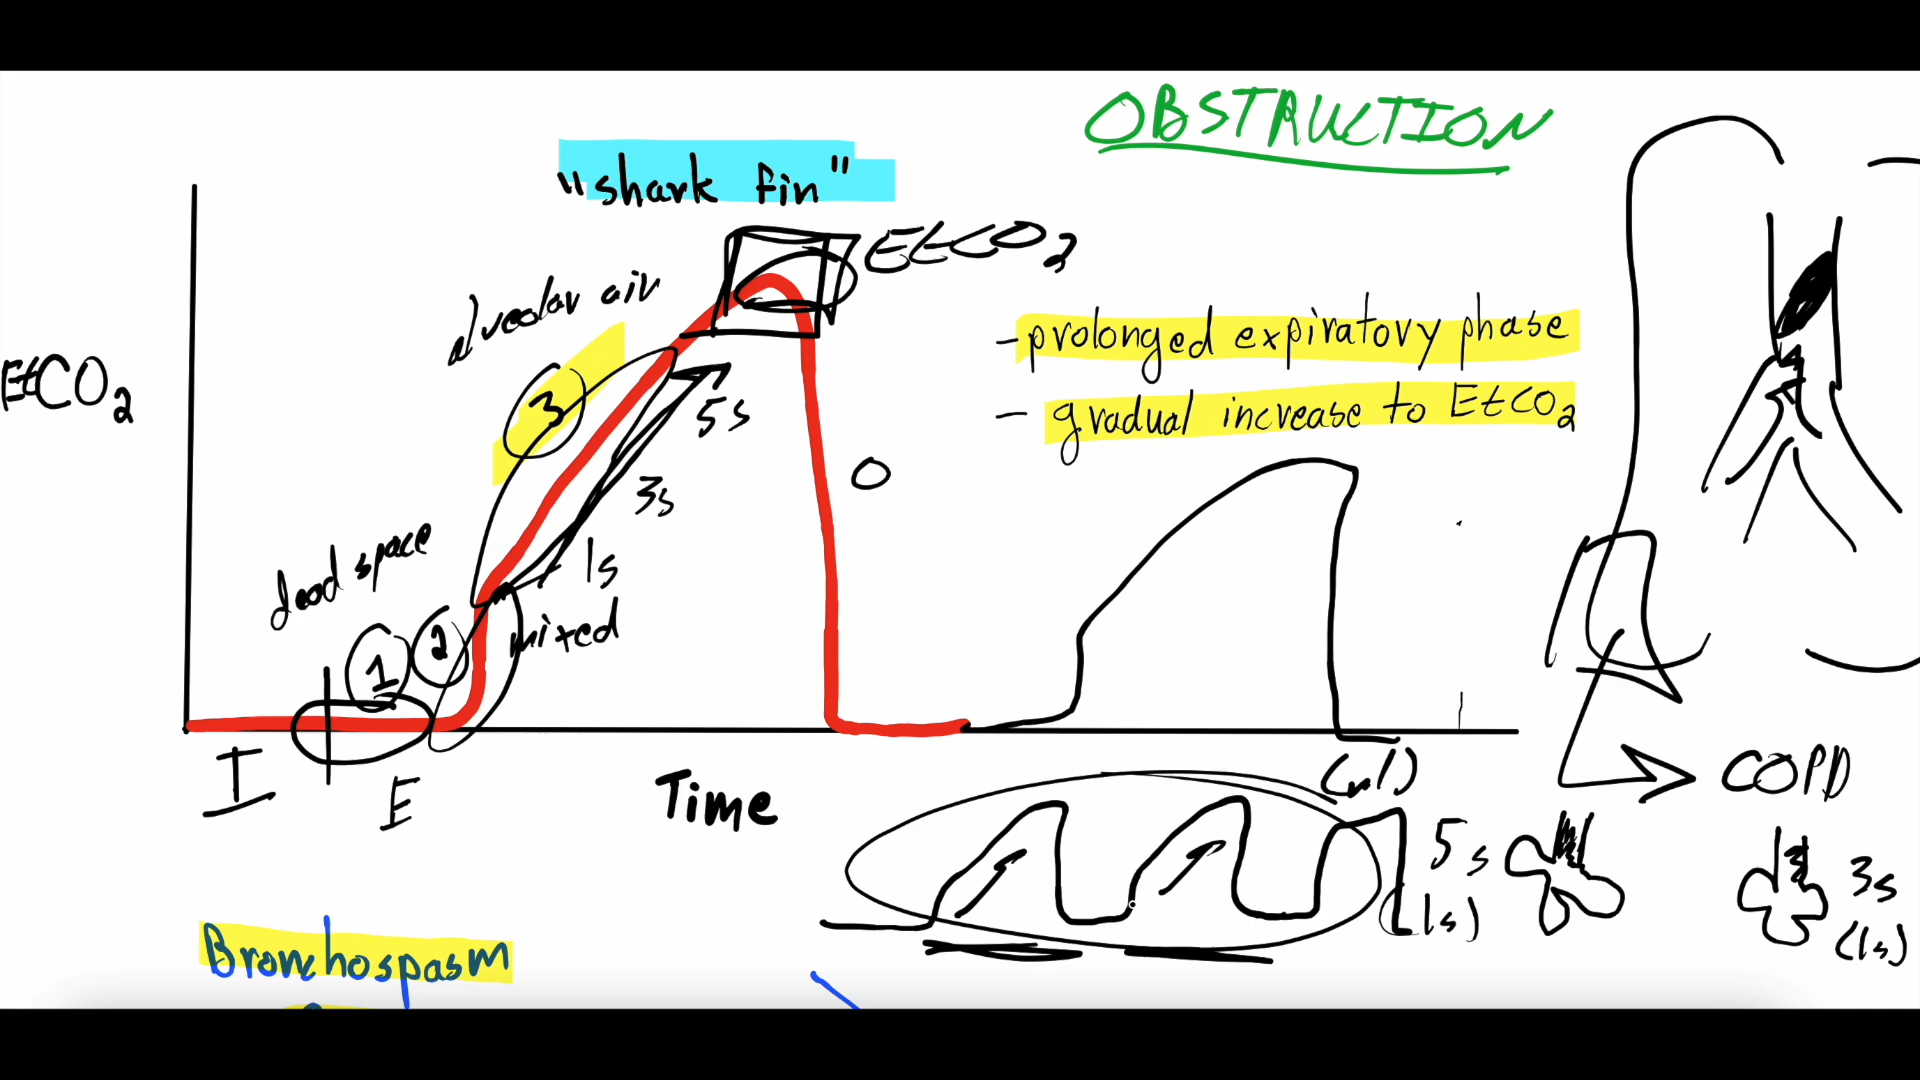 OBSTRUCTION
"shark fin"
EtCO2
alveolar air
- prolonged expiratory phase
- gradual increase to EtCO2
EtCO2
3
5s
3s
1s
0
dead space
mixed
1
2
I
E
Time
(nl)
COPD
5s
(1s)
3s
(1s)
Bronchospasm